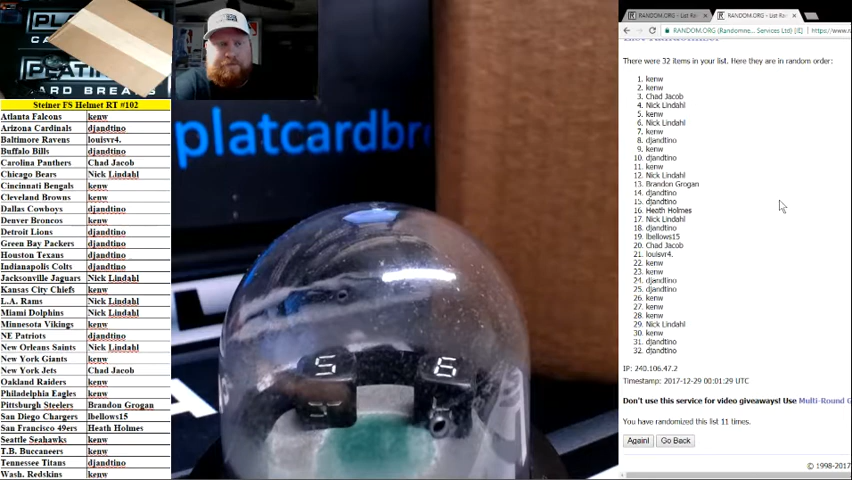 PLATIN
CA
PLATIN
ARD BREAKS
platcardbr
5 6
Steiner FS Helmet RT #102
Atlanta Falcons kenw
Arizona Cardinals djandtino
Baltimore Ravens louisvr4.
Buffalo Bills djandtino
Carolina Panthers Chad Jacob
Chicago Bears Nick Lindahl
Cincinnati Bengals kenw
Cleveland Browns kenw
Dallas Cowboys djandtino
Denver Broncos kenw
Detroit Lions djandtino
Green Bay Packers djandtino
Houston Texans djandtino
Indianapolis Colts djandtino
Jacksonville Jaguars Nick Lindahl
Kansas City Chiefs kenw
L.A. Rams Nick Lindahl
Miami Dolphins Nick Lindahl
Minnesota Vikings kenw
NE Patriots djandtino
New Orleans Saints Nick Lindahl
New York Giants kenw
New York Jets Chad Jacob
Oakland Raiders kenw
Philadelphia Eagles kenw
Pittsburgh Steelers Brandon Grogan
San Diego Chargers lbellows15
San Francisco 49ers Heath Holmes
Seattle Seahawks kenw
T.B. Buccaneers kenw
Tennessee Titans djandtino
Wash. Redskins kenw
RANDOM.ORG - List Ra RANDOM.ORG - List Ra
RANDOM.ORG (Randomne... Services Ltd) [IE] https://www.ra
There were 32 items in your list. Here they are in random order:
1. kenw
2. kenw
3. Chad Jacob
4. Nick Lindahl
5. kenw
6. Nick Lindahl
7. kenw
8. djandtino
9. kenw
10. djandtino
11. kenw
12. Nick Lindahl
13. Brandon Grogan
14. djandtino
15. djandtino
16. Heath Holmes
17. Nick Lindahl
18. djandtino
19. lbellows15
20. Chad Jacob
21. louisvr4.
22. kenw
23. kenw
24. djandtino
25. djandtino
26. kenw
27. kenw
28. kenw
29. Nick Lindahl
30. kenw
31. djandtino
32. djandtino
IP: 240.106.47.2
Timestamp: 2017-12-29 00:01:29 UTC
Don't use this service for video giveaways! Use Multi-Round G
You have randomized this list 11 times.
Again! Go Back
© 1998-2017